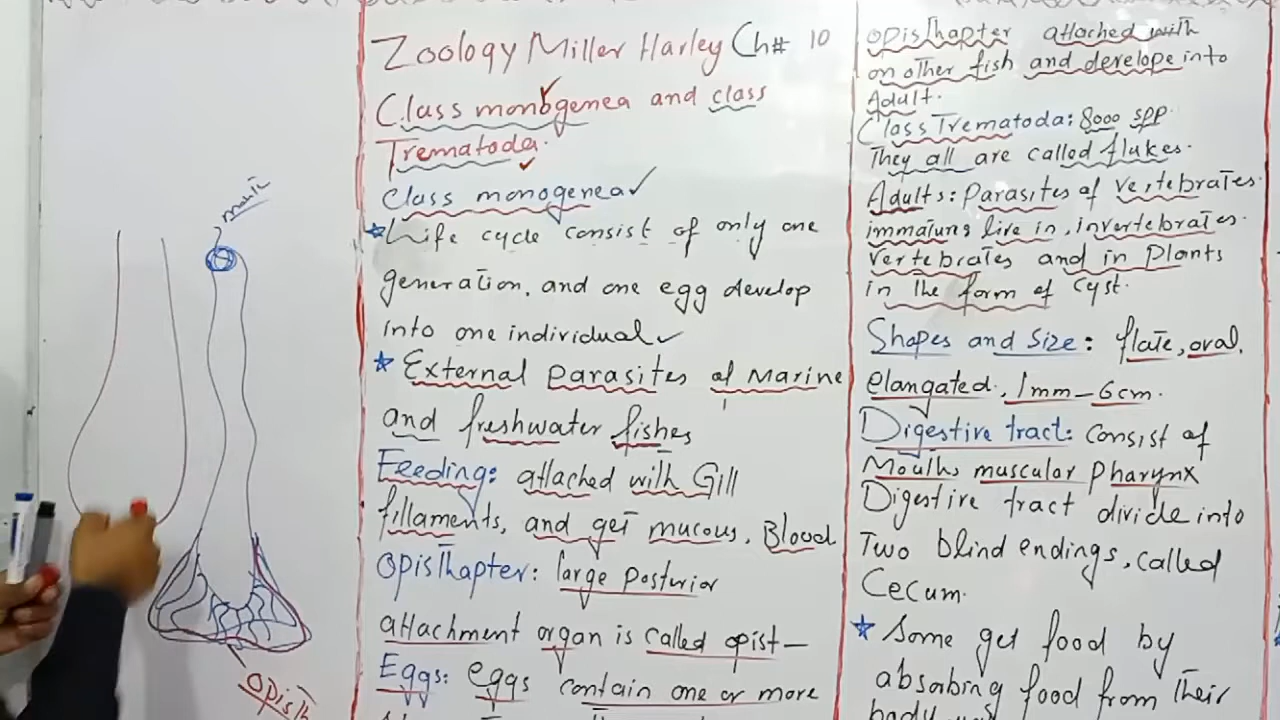 mouth
Opisth
Zoology Miller Harley Ch# 10
Class monogenea and class
Trematoda.
Class monogenea
Life cycle consist of only one
generation, and one egg develop
into one individual
External Parasites of Marine
and freshwater fishes
Feeding: attached with Gill
fillaments, and get mucous, Blood
Opisthapter: large Posterior
attachment organ is called opist-
Eggs: eggs contain one or more
Opisthapter attached with
on other fish and develope into
Adult.
Class Trematoda: 8000 spp.
They all are called flukes.
Adults: Parasites of vertebrates.
immature live in, invertebrates.
Vertebrates and in Plants
in the form of Cyst.
Shapes and Size: flate, oval,
elangated, 1mm-6cm.
Digestive tract: Consist of
Mouth, muscular Pharynx
Digestive tract divide into
Two blind endings, called
Cecum.
Some get food by
absorbing food from their
body